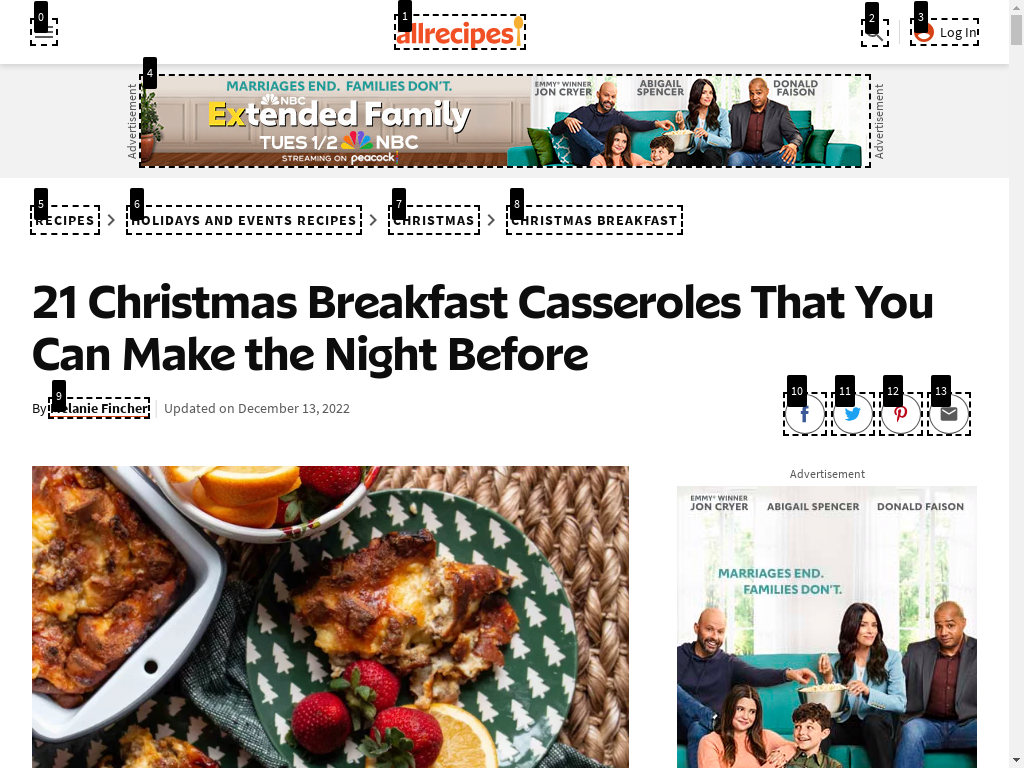 0
1
2
3
allrecipes
Log In
4
Advertisement
MARRIAGES END. FAMILIES DON'T.
NBC
Extended Family
TUES 1/2 NBC
STREAMING ON peacock
EMMY® WINNER
JON CRYER
ABIGAIL
SPENCER
DONALD
FAISON
Advertisement
5
6
7
8
RECIPES
HOLIDAYS AND EVENTS RECIPES
CHRISTMAS
CHRISTMAS BREAKFAST
21 Christmas Breakfast Casseroles That You
Can Make the Night Before
9
By Melanie Fincher
Updated on December 13, 2022
10
11
12
13
Advertisement
EMMY® WINNER
JON CRYER
ABIGAIL SPENCER
DONALD FAISON
MARRIAGES END.
FAMILIES DON'T.